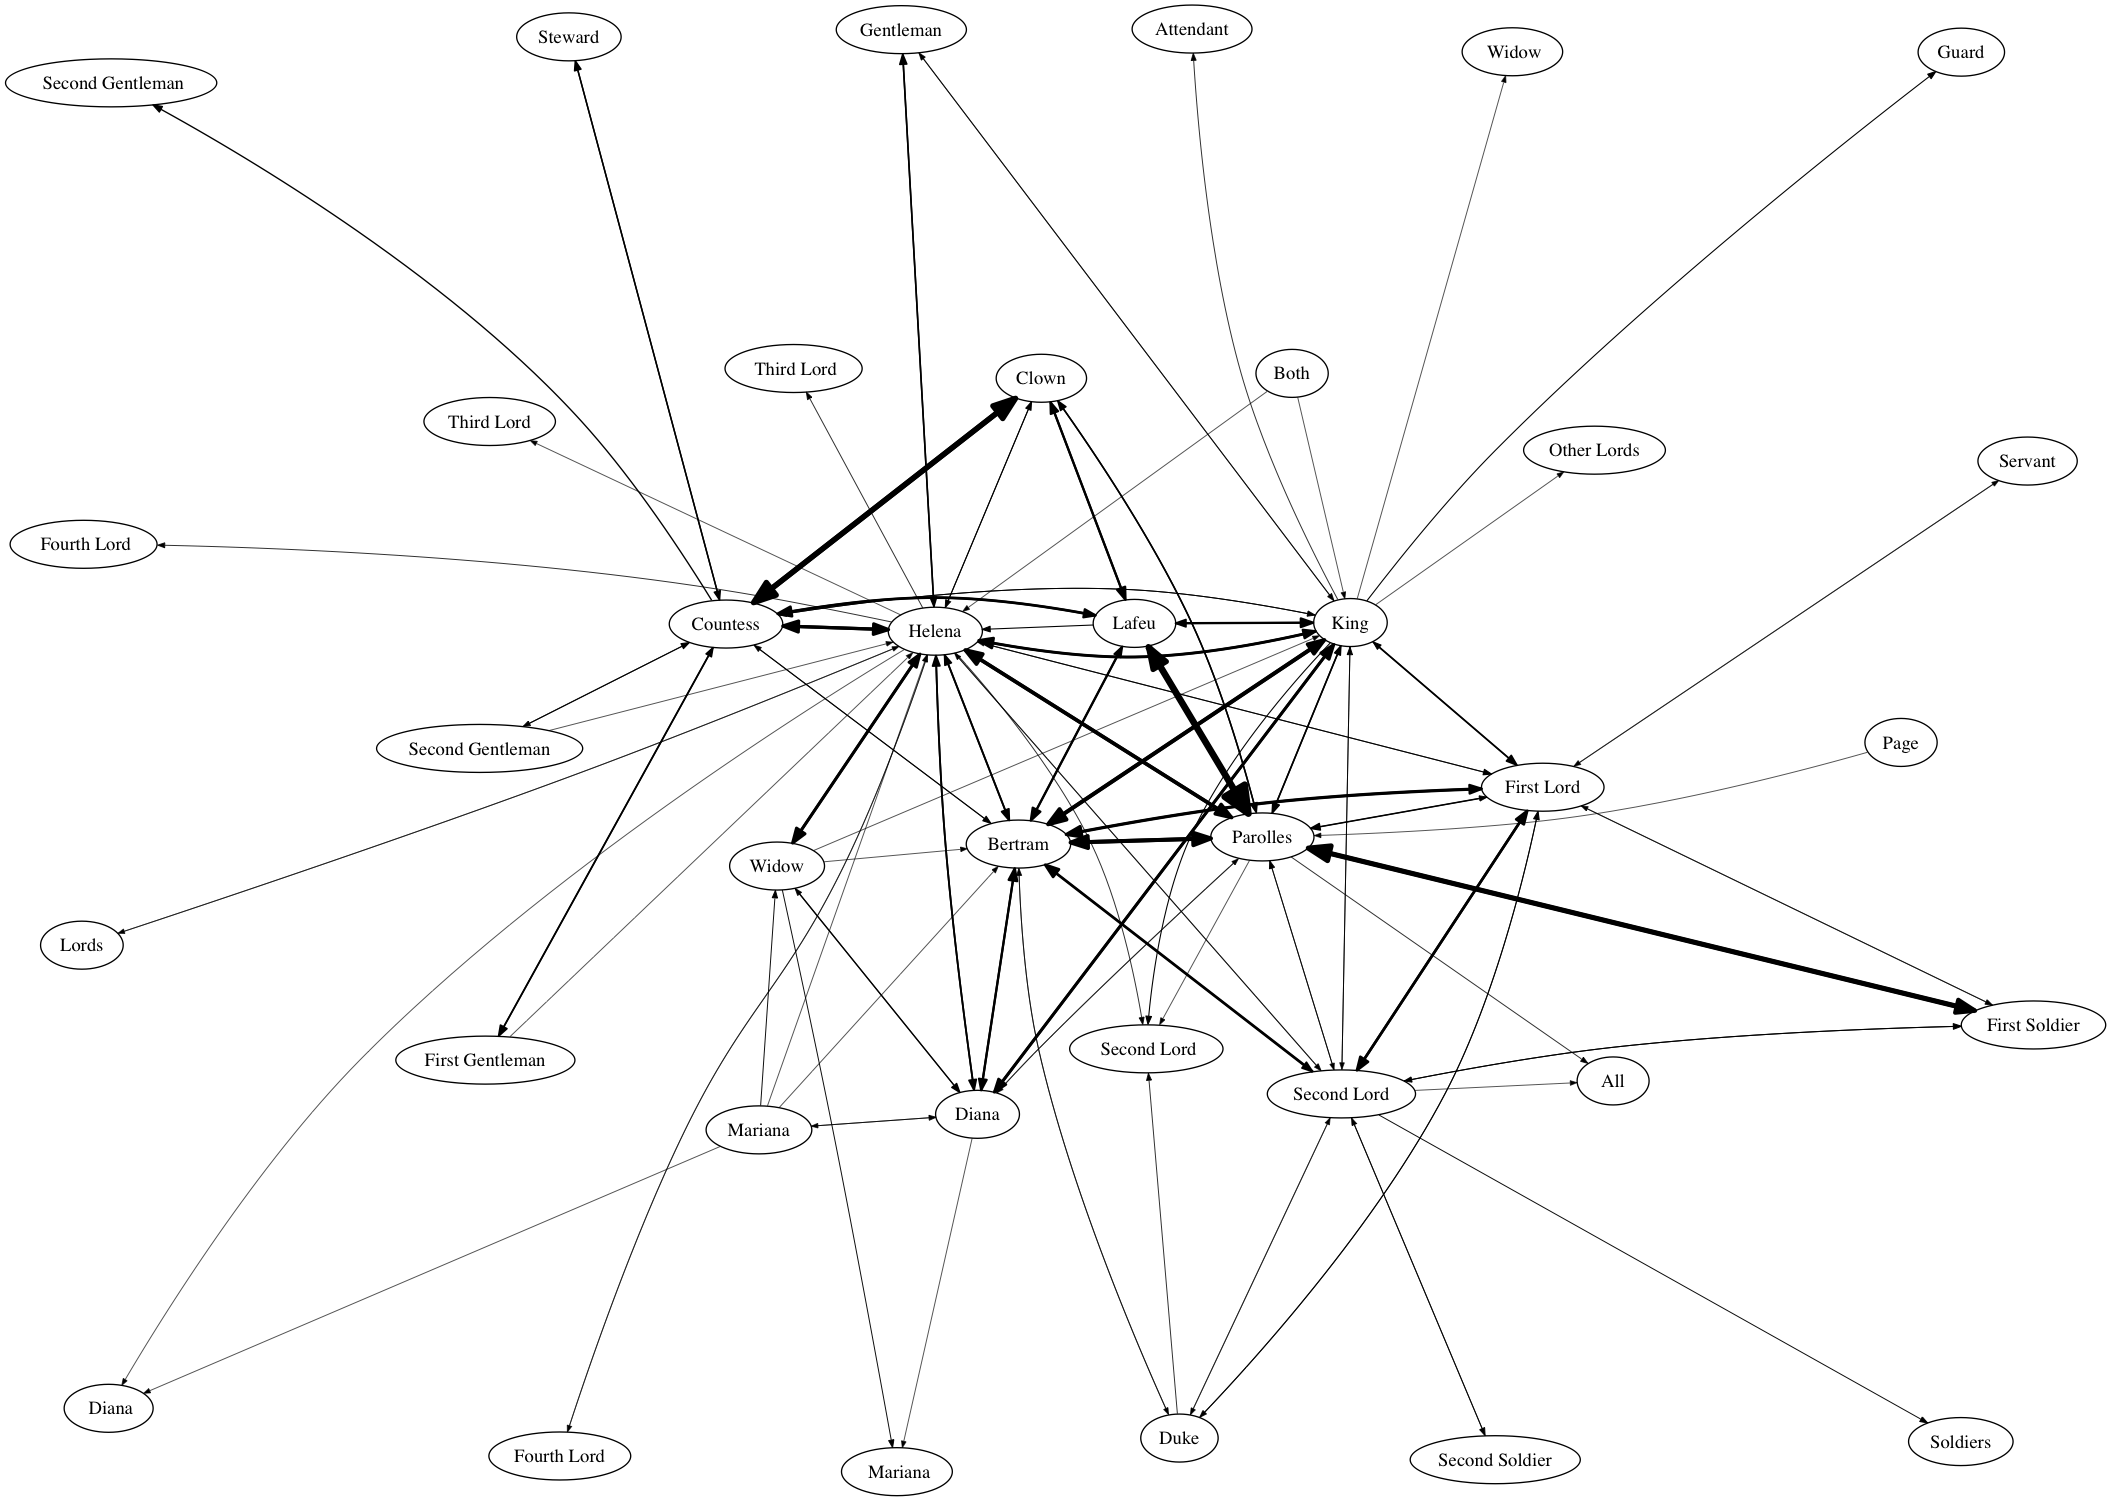 Attendant
Gentleman
Steward
Widow
Guard
Second Gentleman
Third Lord
Both
Clown
Third Lord
Other Lords
Servant
Fourth Lord
King
Lafeu
Countess
Helena
Page
Second Gentleman
First Lord
Parolles
Bertram
Widow
Lords
First Soldier
Second Lord
First Gentleman
All
Second Lord
Diana
Mariana
Diana
Duke
Soldiers
Fourth Lord
Second Soldier
Mariana